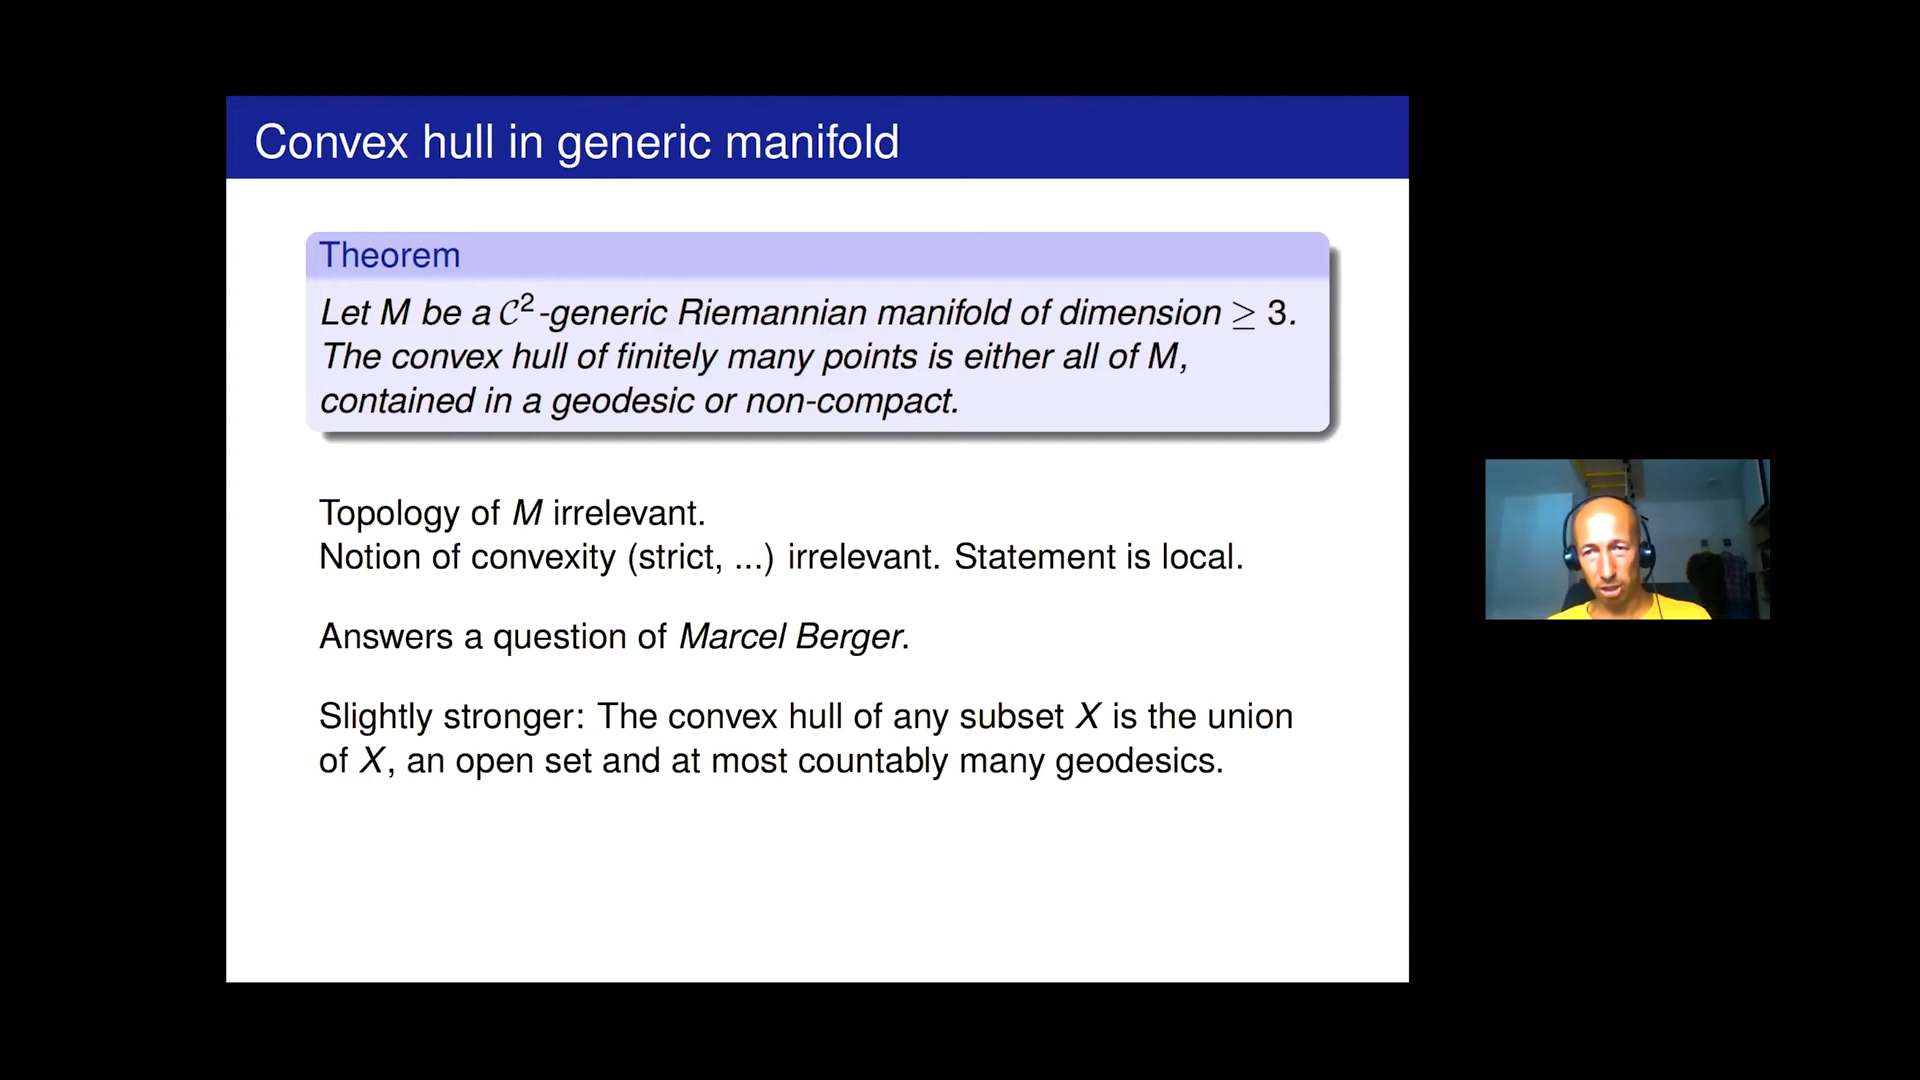 Convex hull in generic manifold
Theorem
Let M be a 𝒞²-generic Riemannian manifold of dimension ≥ 3.
The convex hull of finitely many points is either all of M,
contained in a geodesic or non-compact.
Topology of M irrelevant.
Notion of convexity (strict, ...) irrelevant. Statement is local.
Answers a question of Marcel Berger.
Slightly stronger: The convex hull of any subset X is the union
of X, an open set and at most countably many geodesics.